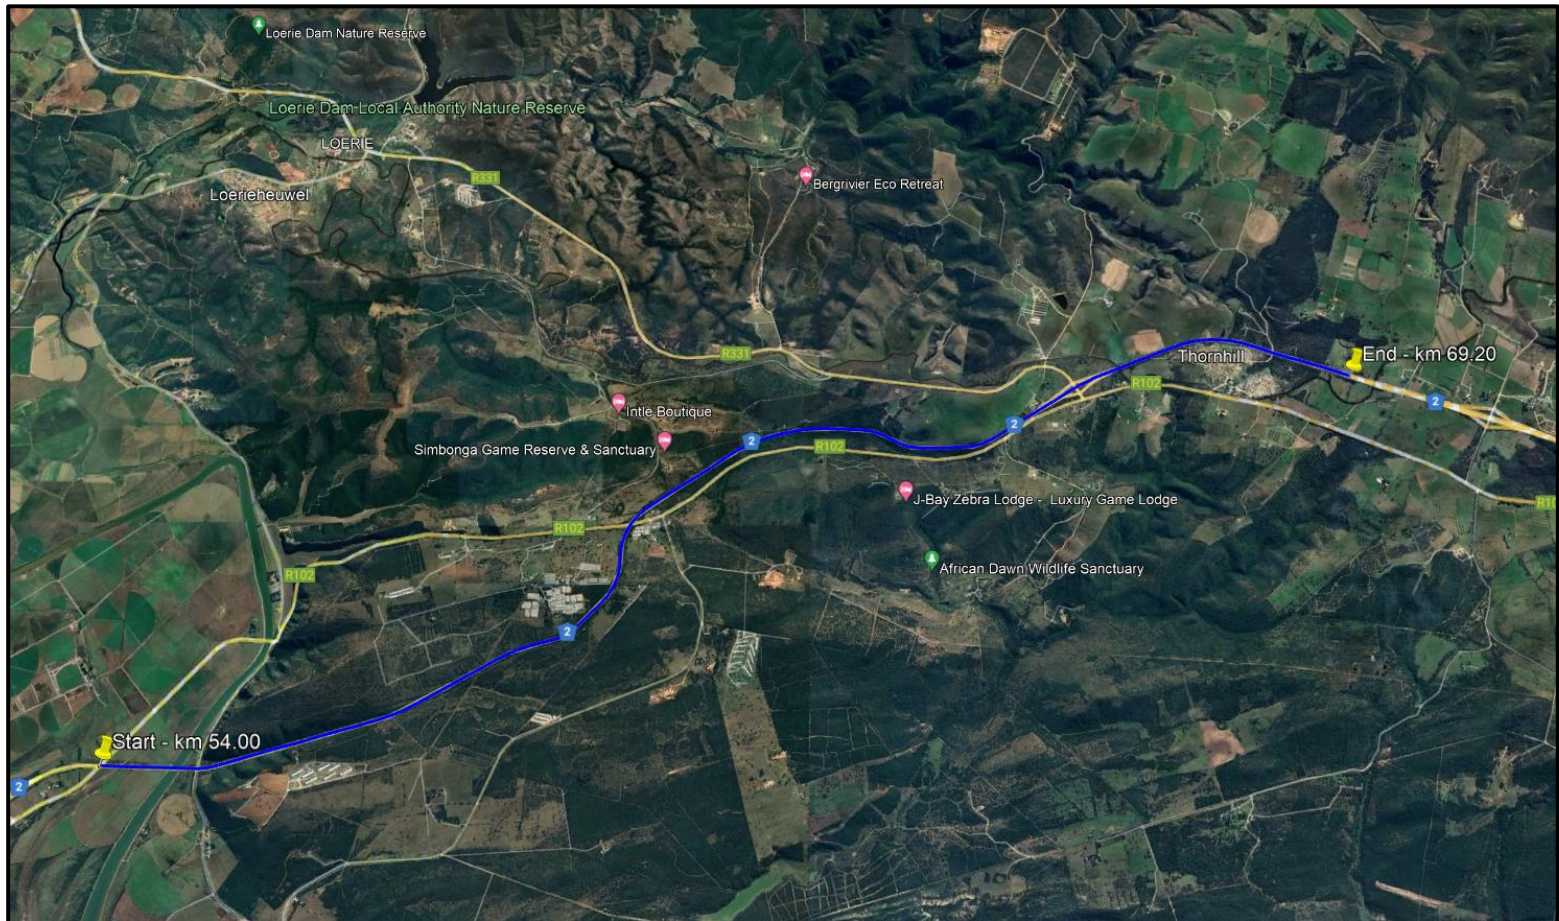 Loerie Dam Nature Reserve
Loerie Dam Local Authority Nature Reserve
LOERIE
R331
Bergrivier Eco Retreat
Loerieheuwel
R331
Thornhill
End - km 69.20
R102
2
Intle Boutique
2
2
R102
Simbonga Game Reserve & Sanctuary
J-Bay Zebra Lodge - Luxury Game Lodge
R102
African Dawn Wildlife Sanctuary
R102
2
Start - km 54.00
2